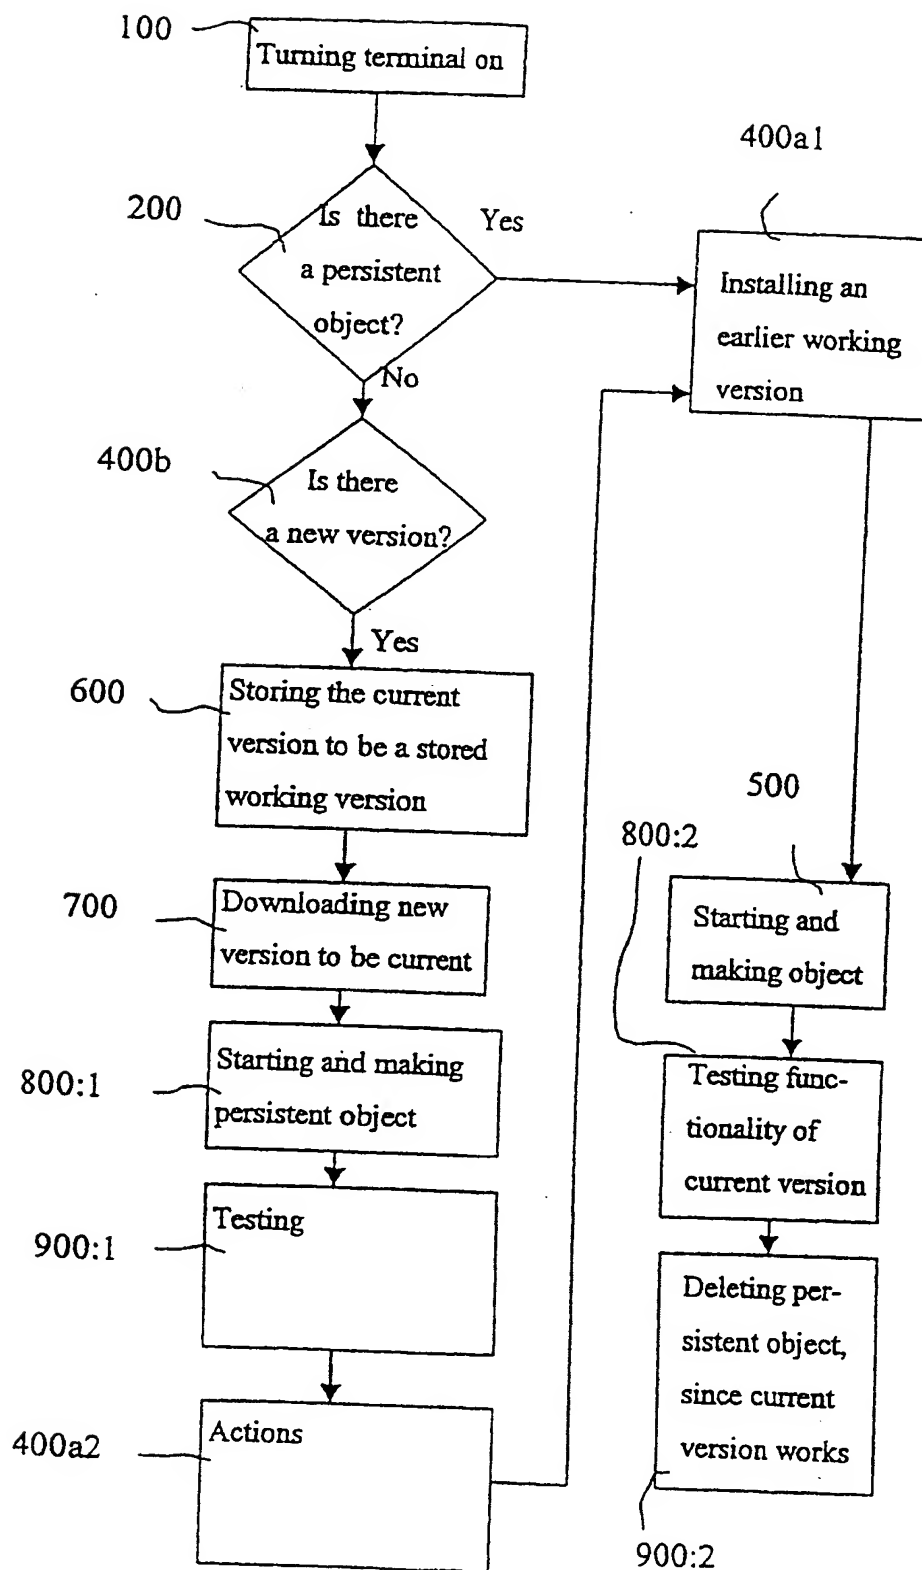 100
Turning terminal on
400a1
200
Is there
a persistent
object?
Yes
Installing an
earlier working
version
No
400b
Is there
a new version?
Yes
600
Storing the current
version to be a stored
working version
500
800:2
700
Downloading new
version to be current
Starting and
making object
800:1
Starting and making
persistent object
Testing func-
tionality of
current version
900:1
Testing
Deleting per-
sistent object,
since current
version works
400a2
Actions
900:2